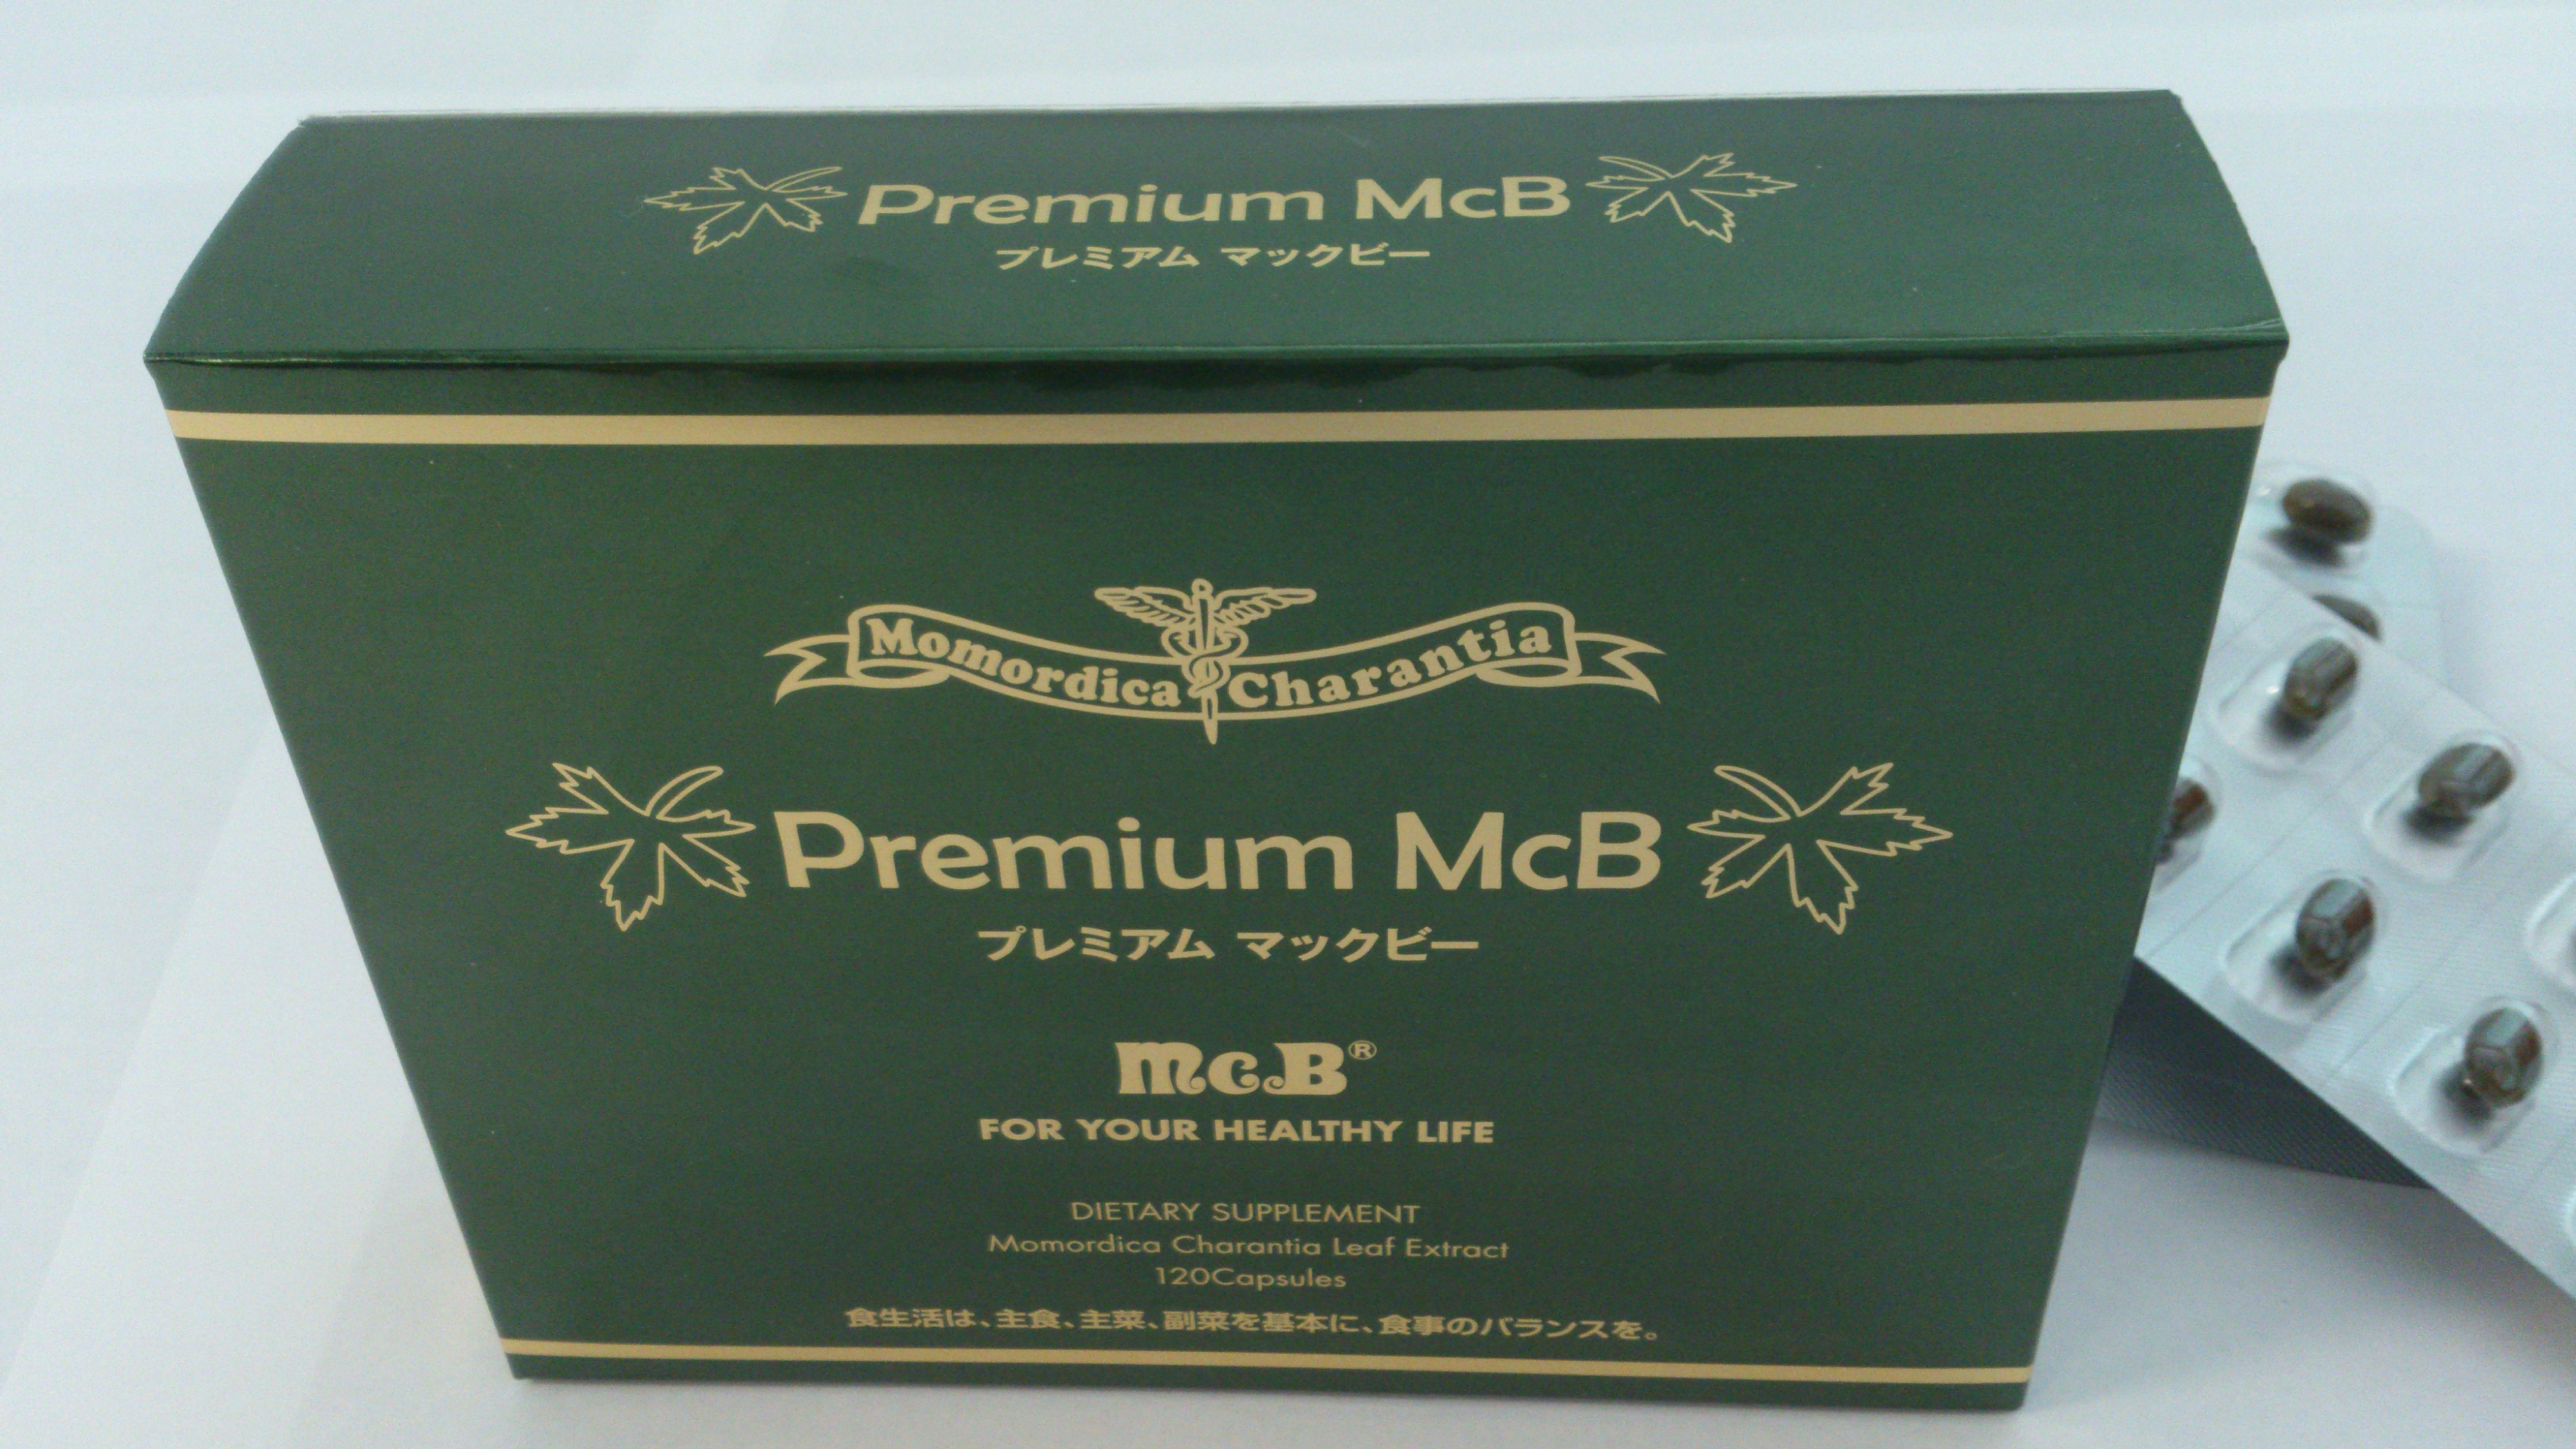 Premium McB
プレミアム マックビー
Momordica Charantia
Premium McB
プレミアム マックビー
McB®
FOR YOUR HEALTHY LIFE
DIETARY SUPPLEMENT
Momordica Charantia Leaf Extract
120Capsules
食生活は、主食、主菜、副菜を基本に、食事のバランスを。